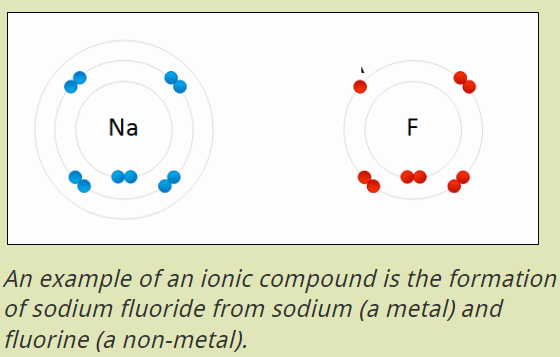 Na F
An example of an ionic compound is the formation
of sodium fluoride from sodium (a metal) and
fluorine (a non-metal).